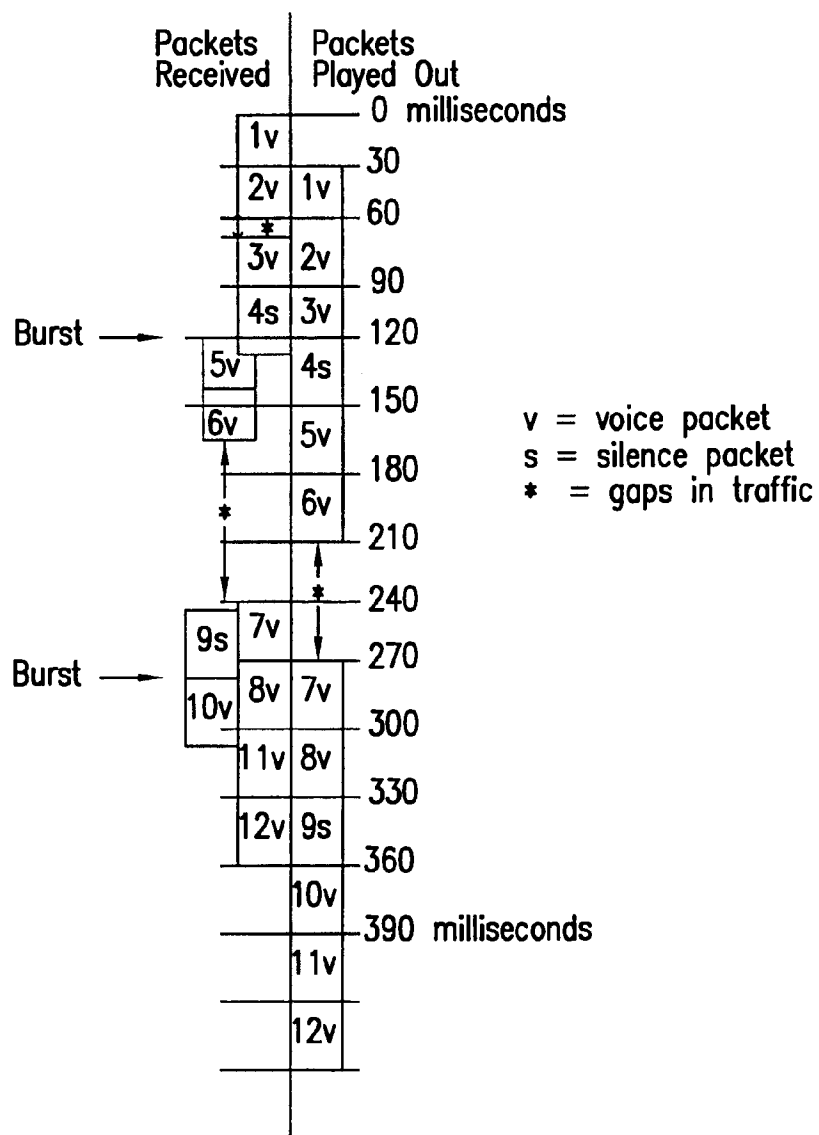 Packets Received
Packets Played Out
0 milliseconds
1v
30
2v 1v
60
*
3v 2v
90
4s 3v
Burst
120
5v 4s
150
6v 5v
v = voice packet
s = silence packet
* = gaps in traffic
180
6v
*
210
*
240
9s 7v
270
Burst
10v 8v 7v
300
11v 8v
330
12v 9s
360
10v
390 milliseconds
11v
12v